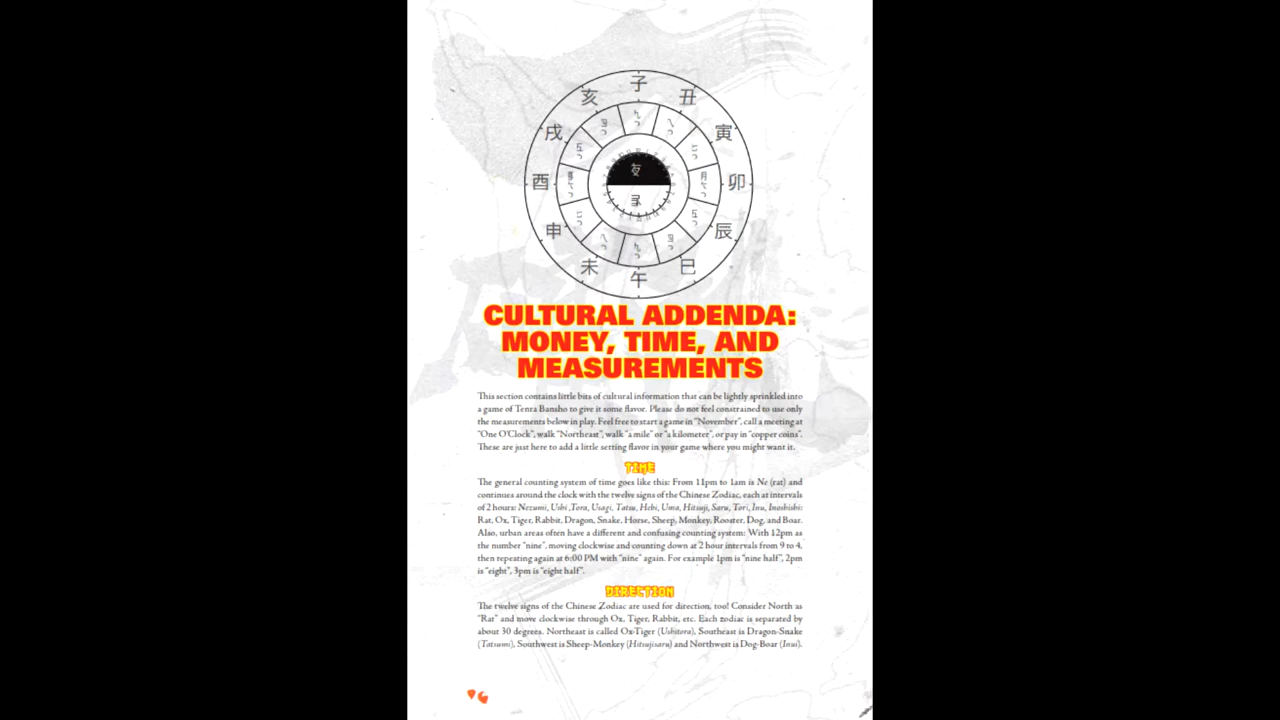 子
亥 丑
戌 寅
酉 卯
申 辰
未 巳
午
夜
CULTURAL ADDENDA:
MONEY, TIME, AND
MEASUREMENTS
This section contains little bits of cultural information that can be lightly sprinkled into
a game of Tenra Bansho to give it some flavor. Please do not feel constrained to use only
the measurements below in play. Feel free to start a game in "November", call a meeting at
"One O'Clock", walk "Northeast", walk "a mile" or "a kilometer", or pay in "copper coins".
These are just here to add a little setting flavor in your game where you might want it.
TIME
The general counting system of time goes like this: From 11pm to 1am is Ne (rat) and
continues around the clock with the twelve signs of the Chinese Zodiac, each at intervals
of 2 hours: Nezumi, Ushi ,Tora, Usagi, Tatsu, Hebi, Uma, Hitsuji, Saru, Tori, Inu, Inoshishi:
Rat, Ox, Tiger, Rabbit, Dragon, Snake, Horse, Sheep, Monkey, Rooster, Dog, and Boar.
Also, urban areas often have a different and confusing counting system: With 12pm as
the number "nine", moving clockwise and counting down at 2 hour intervals from 9 to 4,
then repeating again at 6:00 PM with "nine" again. For example 1pm is "nine half", 2pm
is "eight", 3pm is "eight half".
DIRECTION
The twelve signs of the Chinese Zodiac are used for direction, too! Consider North as
"Rat" and move clockwise through Ox, Tiger, Rabbit, etc. Each zodiac is separated by
about 30 degrees. Northeast is called Ox-Tiger (Ushitora), Southeast is Dragon-Snake
(Tatsumi), Southwest is Sheep-Monkey (Hitsujisaru) and Northwest is Dog-Boar (Inui).